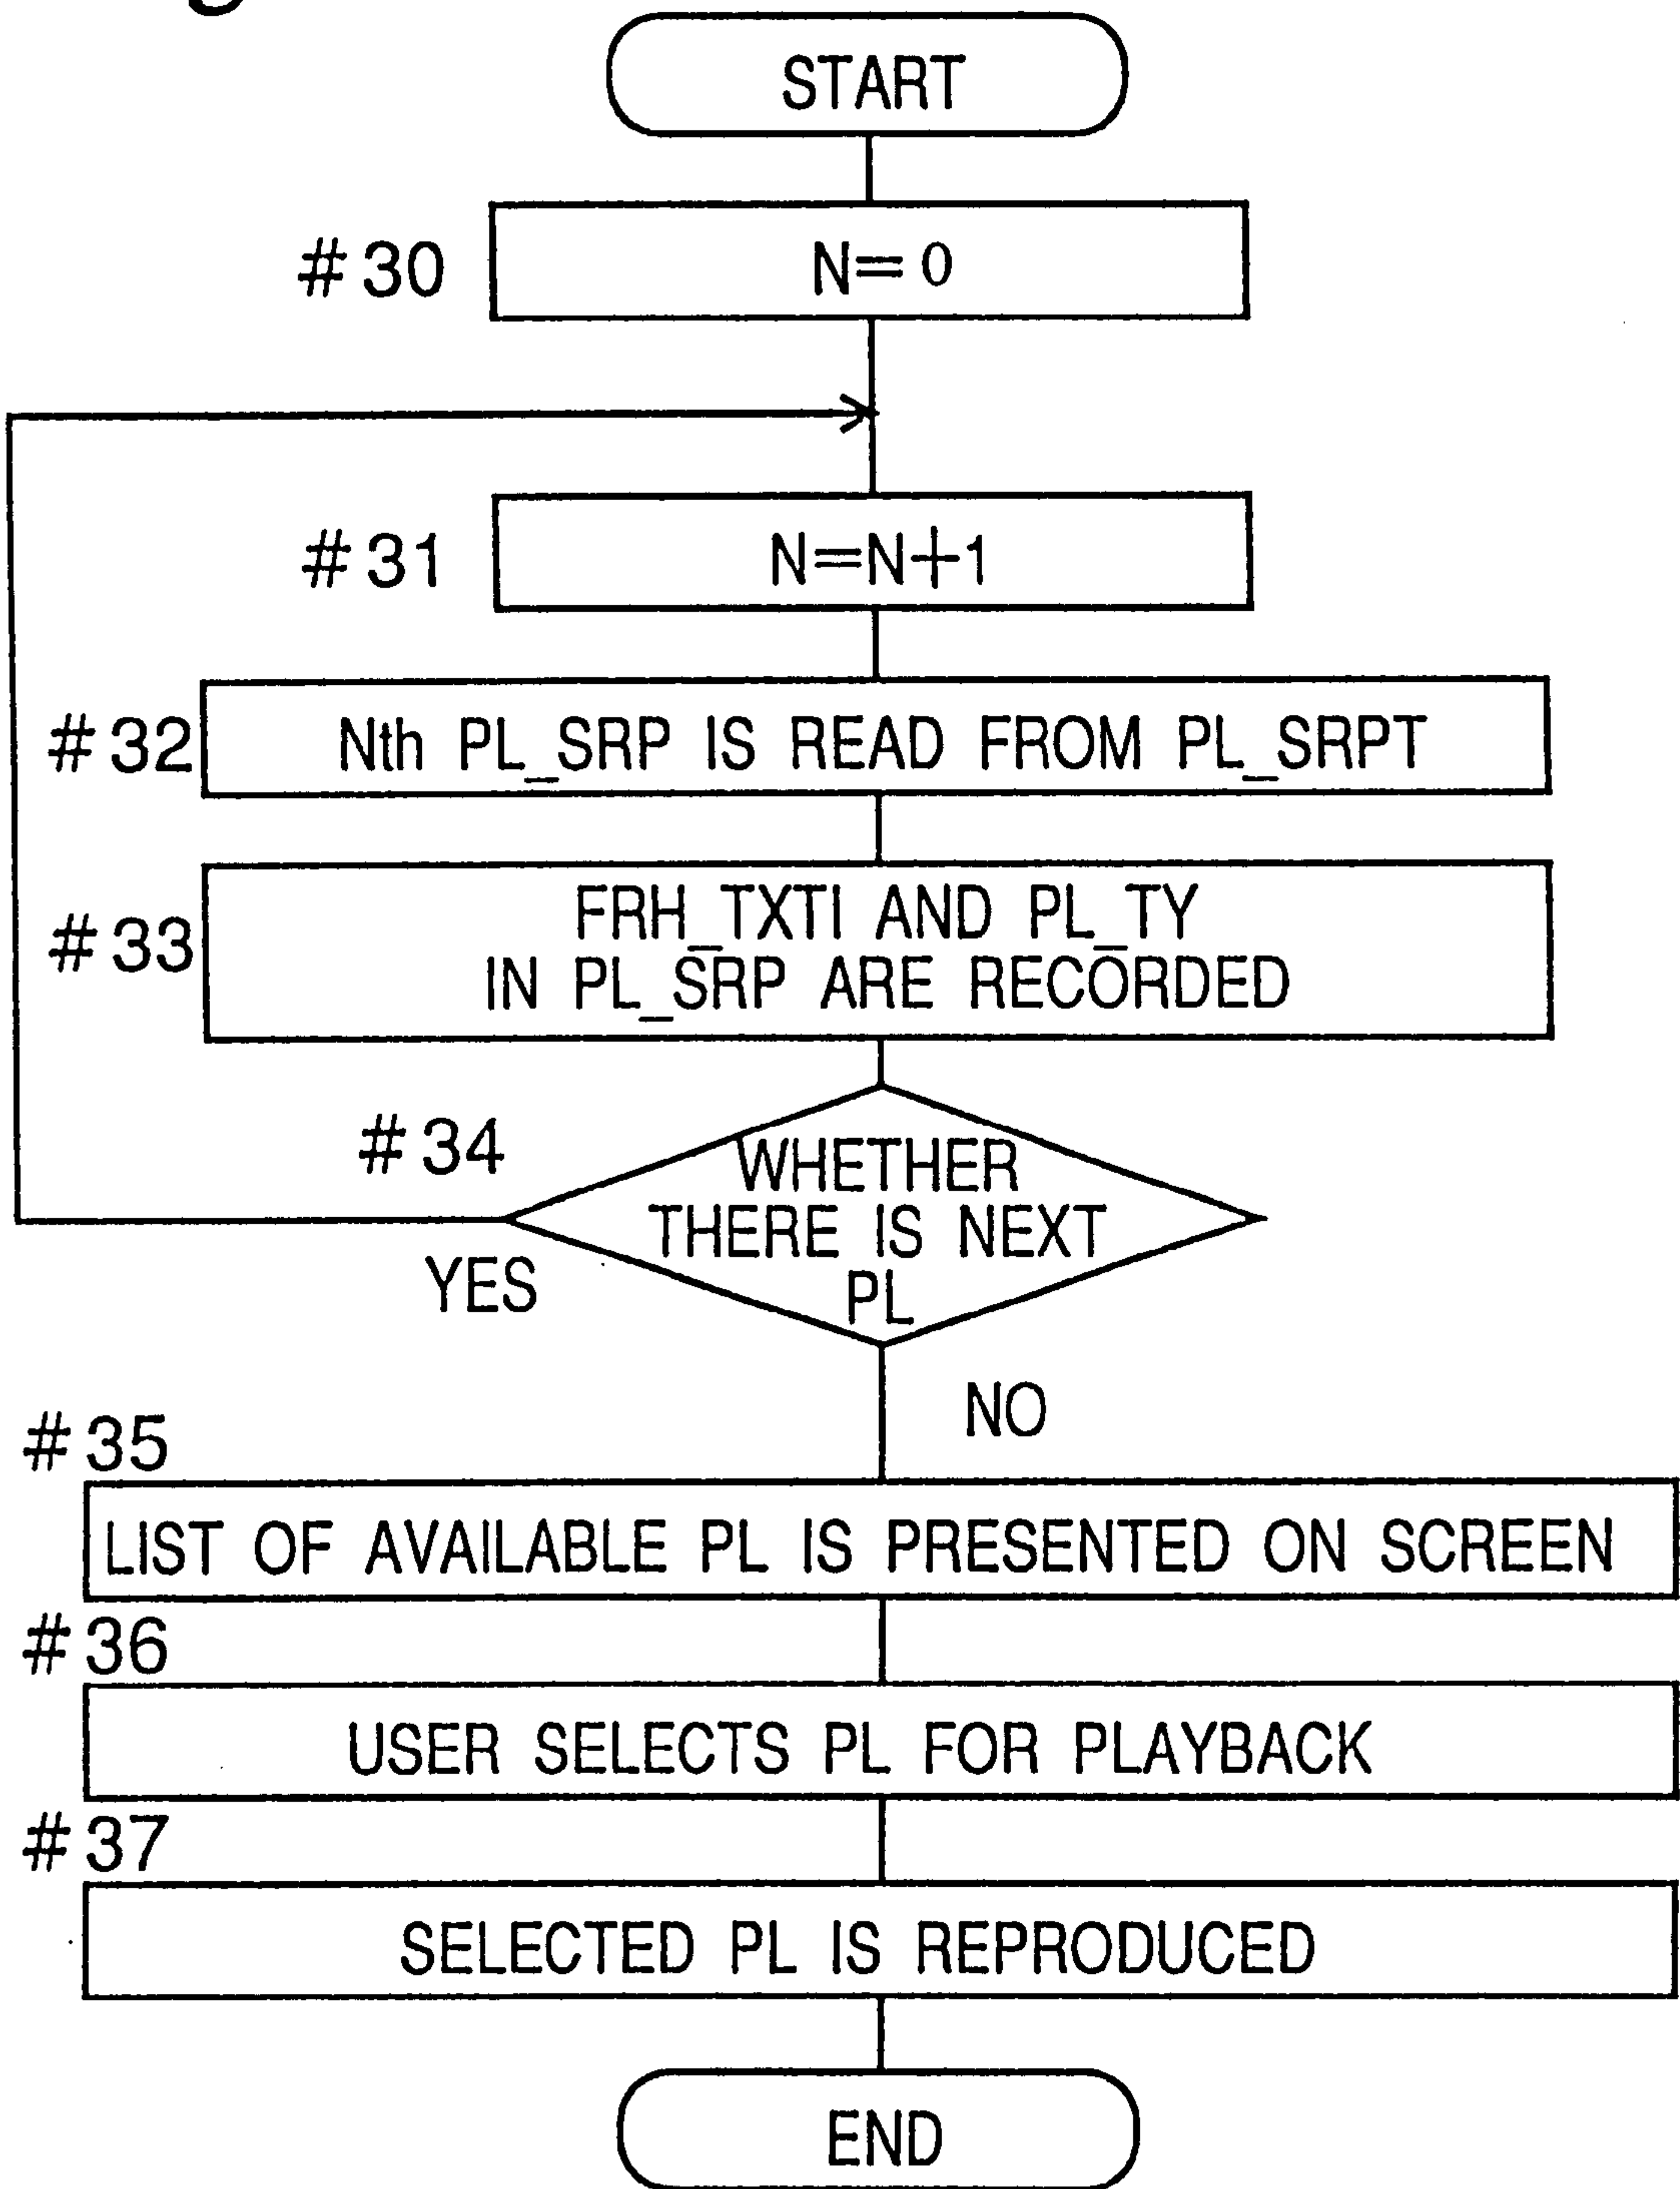 START
#30
N=0
#31
N=N+1
#32
Nth PL_SRP IS READ FROM PL_SRPT
#33
FRH_TXTI AND PL_TY
IN PL_SRP ARE RECORDED
#34
WHETHER
THERE IS NEXT
PL
YES
NO
#35
LIST OF AVAILABLE PL IS PRESENTED ON SCREEN
#36
USER SELECTS PL FOR PLAYBACK
#37
SELECTED PL IS REPRODUCED
END